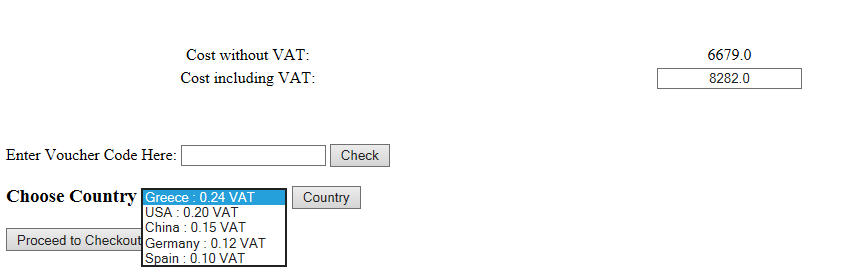 Cost without VAT: 6679.0
Cost including VAT: 8282.0
Enter Voucher Code Here: Check
Choose Country Greece : 0.24 VAT Country
USA : 0.20 VAT
China : 0.15 VAT
Proceed to Checkout Germany : 0.12 VAT
Spain : 0.10 VAT